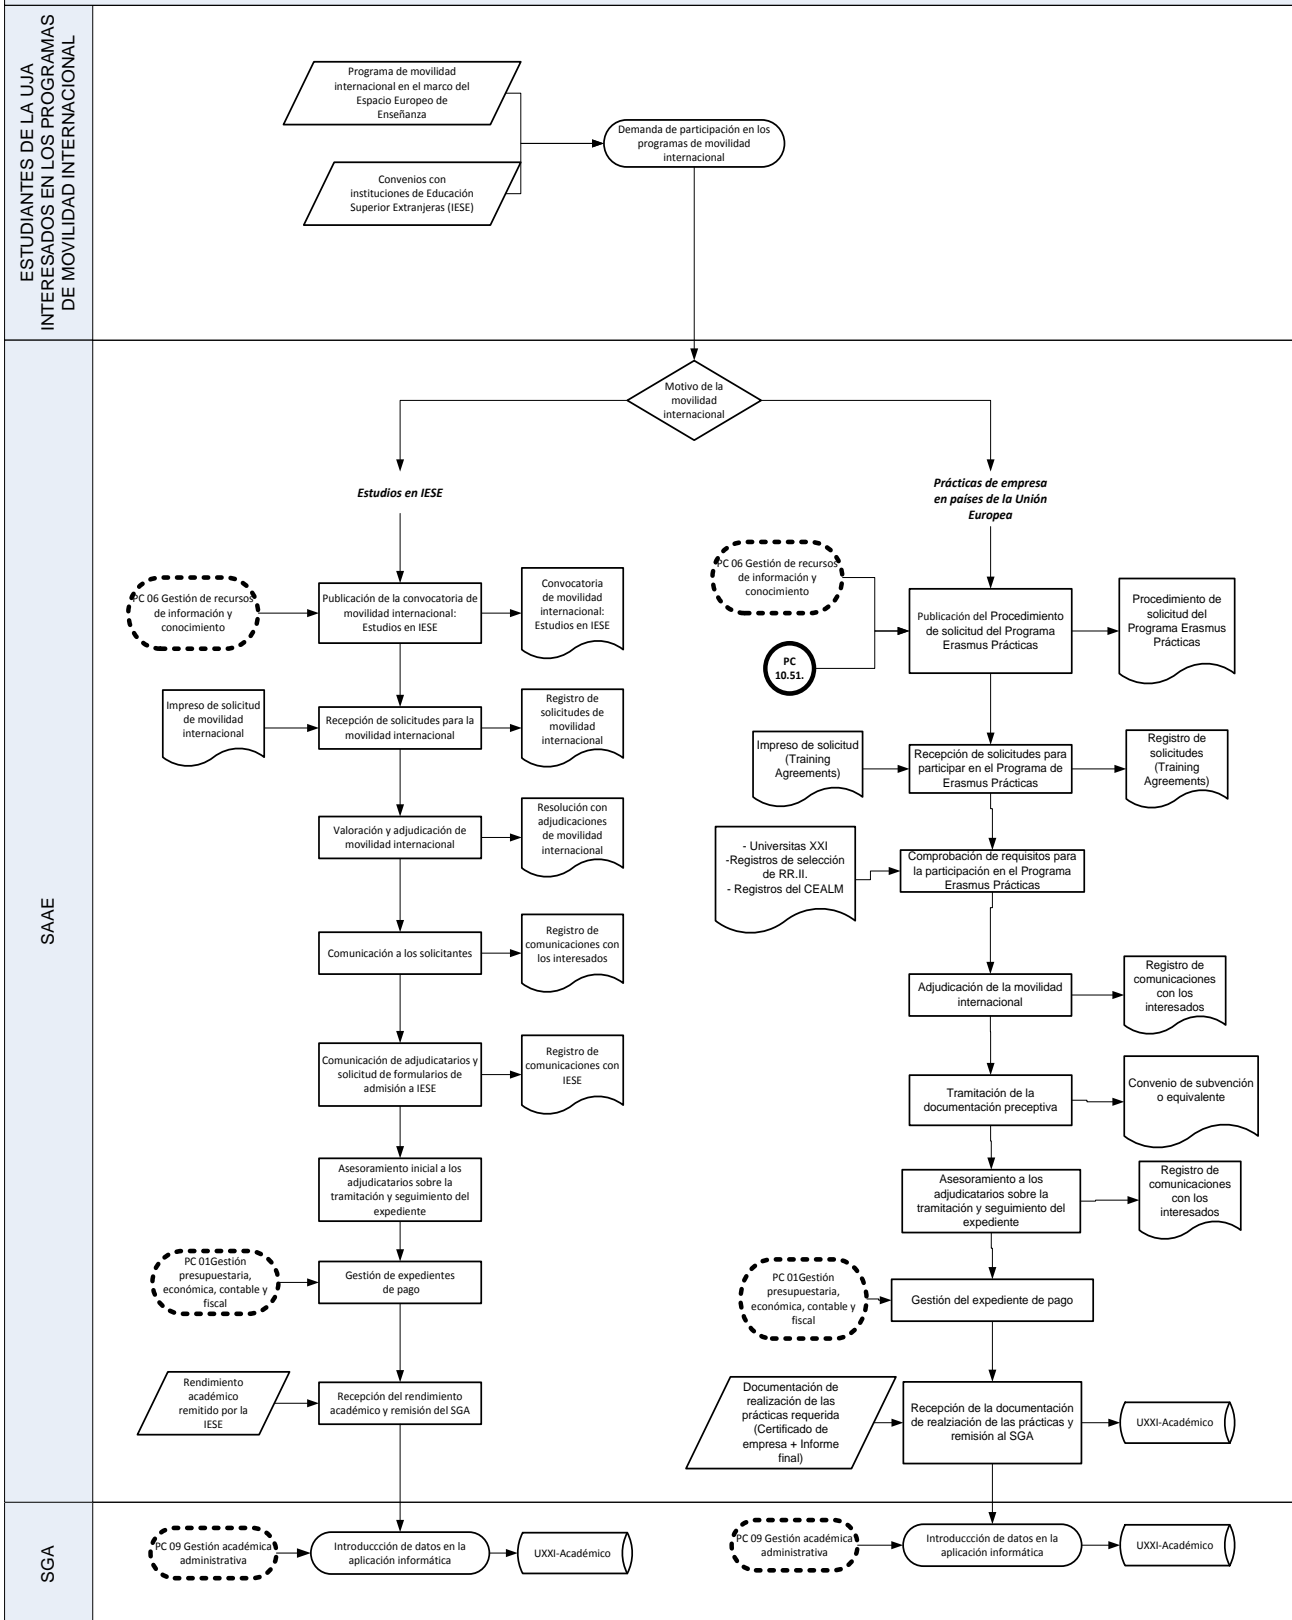 ESTUDIANTES DE LA UJA
INTERESADOS EN LOS PROGRAMAS
DE MOVILIDAD INTERNACIONAL
Programa de movilidad
internacional en el marco del
Espacio Europeo de
Enseñanza
Convenios con
instituciones de Educación
Superior Extranjeras (IESE)
Demanda de participación en los
programas de movilidad
internacional
SAAE
Motivo de la
movilidad
internacional
Estudios en IESE
PC 06 Gestión de recursos
de información y
conocimiento
Publicación de la convocatoria de
movilidad internacional:
Estudios en IESE
Convocatoria
de movilidad
internacional:
Estudios en IESE
Impreso de solicitud
de movilidad
internacional
Recepción de solicitudes para la
movilidad internacional
Registro de
solicitudes de
movilidad
internacional
Valoración y adjudicación de
movilidad internacional
Resolución con
adjudicaciones
de movilidad
internacional
Comunicación a los solicitantes
Registro de
comunicaciones con
los interesados
Comunicación de adjudicatarios y
solicitud de formularios de
admisión a IESE
Registro de
comunicaciones con
IESE
Asesoramiento inicial a los
adjudicatarios sobre la
tramitación y seguimiento del
expediente
PC 01Gestión
presupuestaria,
económica, contable y
fiscal
Gestión de expedientes
de pago
Rendimiento
académico
remitido por la
IESE
Recepción del rendimiento
académico y remisión del SGA
Prácticas de empresa
en países de la Unión
Europea
PC 06 Gestión de recursos
de información y
conocimiento
PC
10.51.
Publicación del Procedimiento
de solicitud del Programa
Erasmus Prácticas
Procedimiento de
solicitud del
Programa Erasmus
Prácticas
Impreso de solicitud
(Training
Agreements)
Recepción de solicitudes para
participar en el Programa de
Erasmus Prácticas
Registro de
solicitudes
(Training
Agreements)
- Universitas XXI
-Registros de selección
de RR.II.
- Registros del CEALM
Comprobación de requisitos para
la participación en el Programa
Erasmus Prácticas
Adjudicación de la movilidad
internacional
Registro de
comunicaciones
con los
interesados
Tramitación de la
documentación preceptiva
Convenio de subvención
o equivalente
Asesoramiento a los
adjudicatarios sobre la
tramitación y seguimiento del
expediente
Registro de
comunicaciones
con los
interesados
PC 01Gestión
presupuestaria,
económica, contable y
fiscal
Gestión del expediente de pago
Documentación de
realización de las
prácticas requerida
(Certificado de
empresa + Informe
final)
Recepción de la documentación
de realziación de las prácticas y
remisión al SGA
UXXI-Académico
SGA
PC 09 Gestión académica
administrativa
Introduccción de datos en la
aplicación informática
UXXI-Académico
PC 09 Gestión académica
administrativa
Introduccción de datos en la
aplicación informática
UXXI-Académico